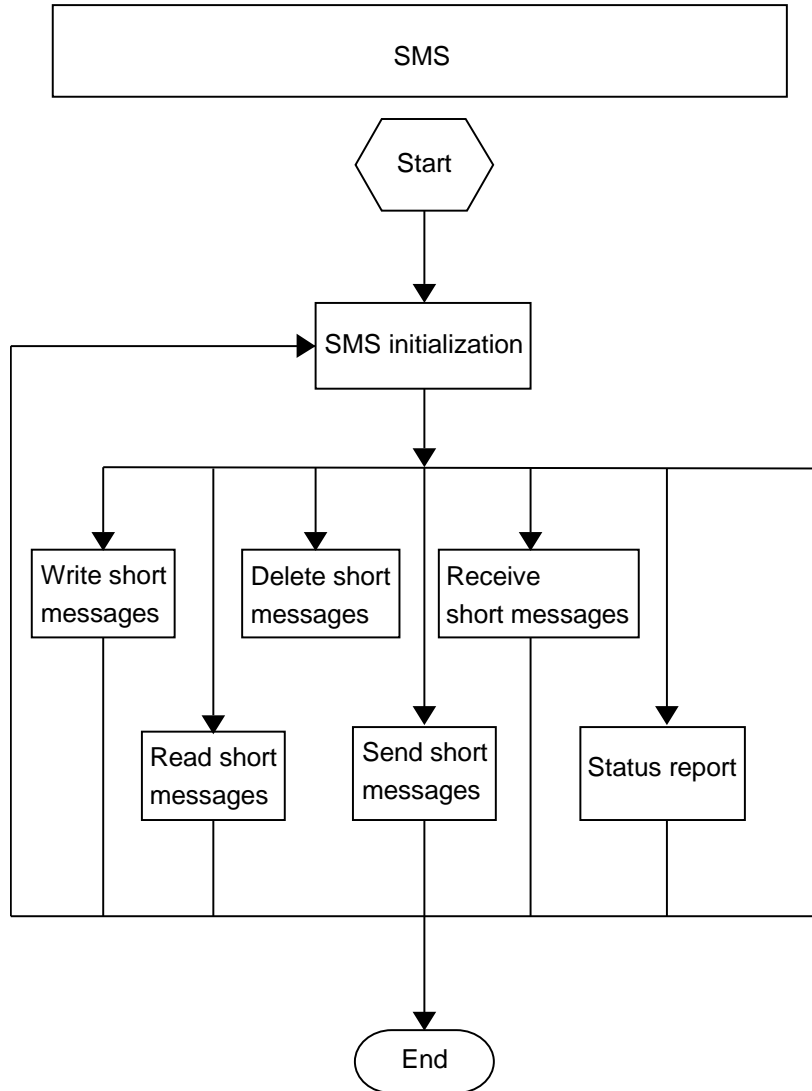 SMS
Start
SMS initialization
Write short
messages
Delete short
messages
Receive
short messages
Read short
messages
Send short
messages
Status report
End